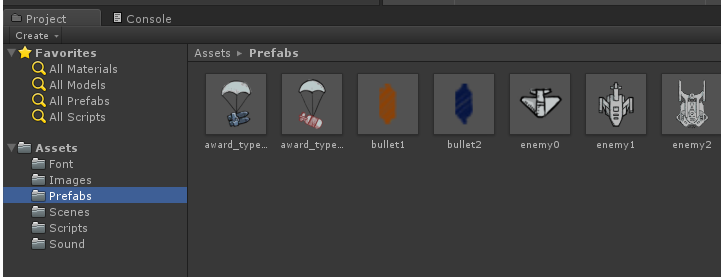 Project
Console
Create
Favorites
All Materials
All Models
All Prefabs
All Scripts
Assets
Font
Images
Prefabs
Scenes
Scripts
Sound
Assets ▸ Prefabs
award_type...
award_type...
bullet1
bullet2
enemy0
enemy1
enemy2